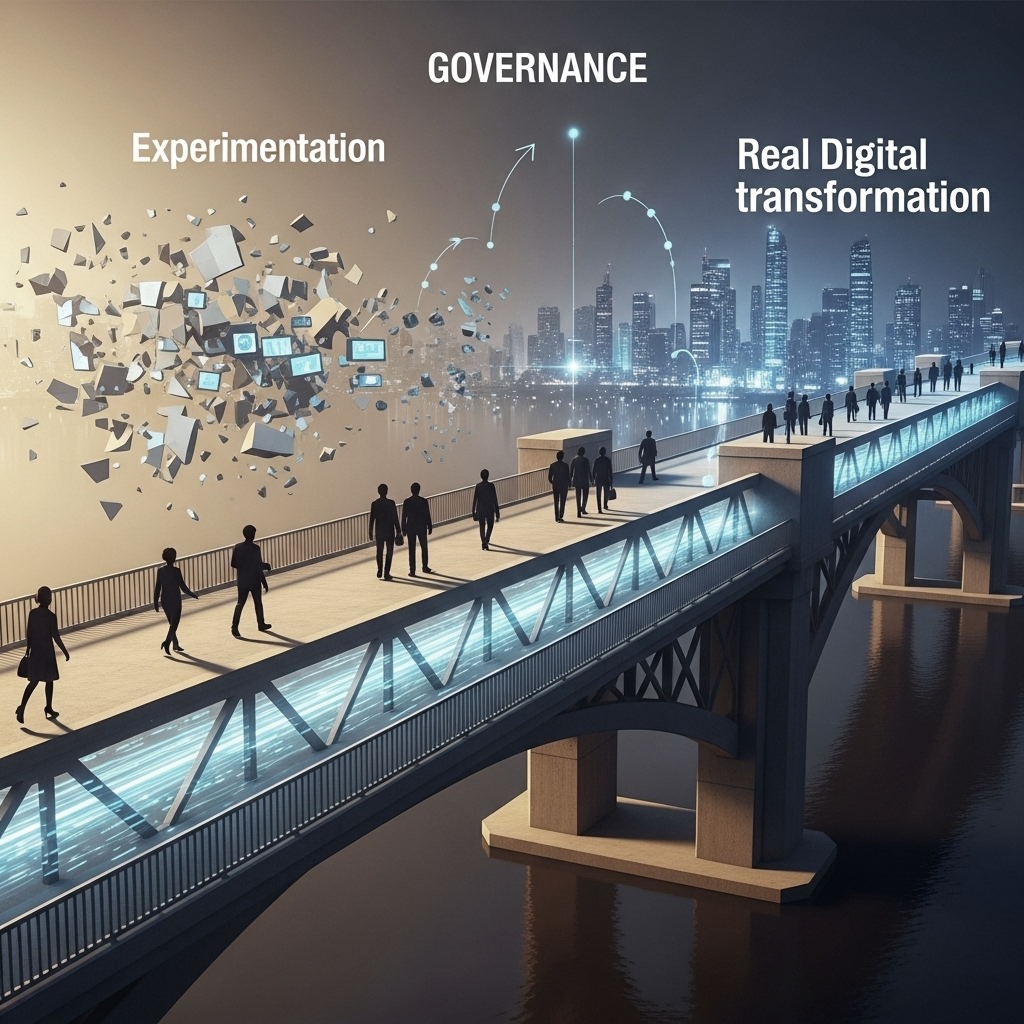 GOVERNANCE
Experimentation
Real Digital
transformation